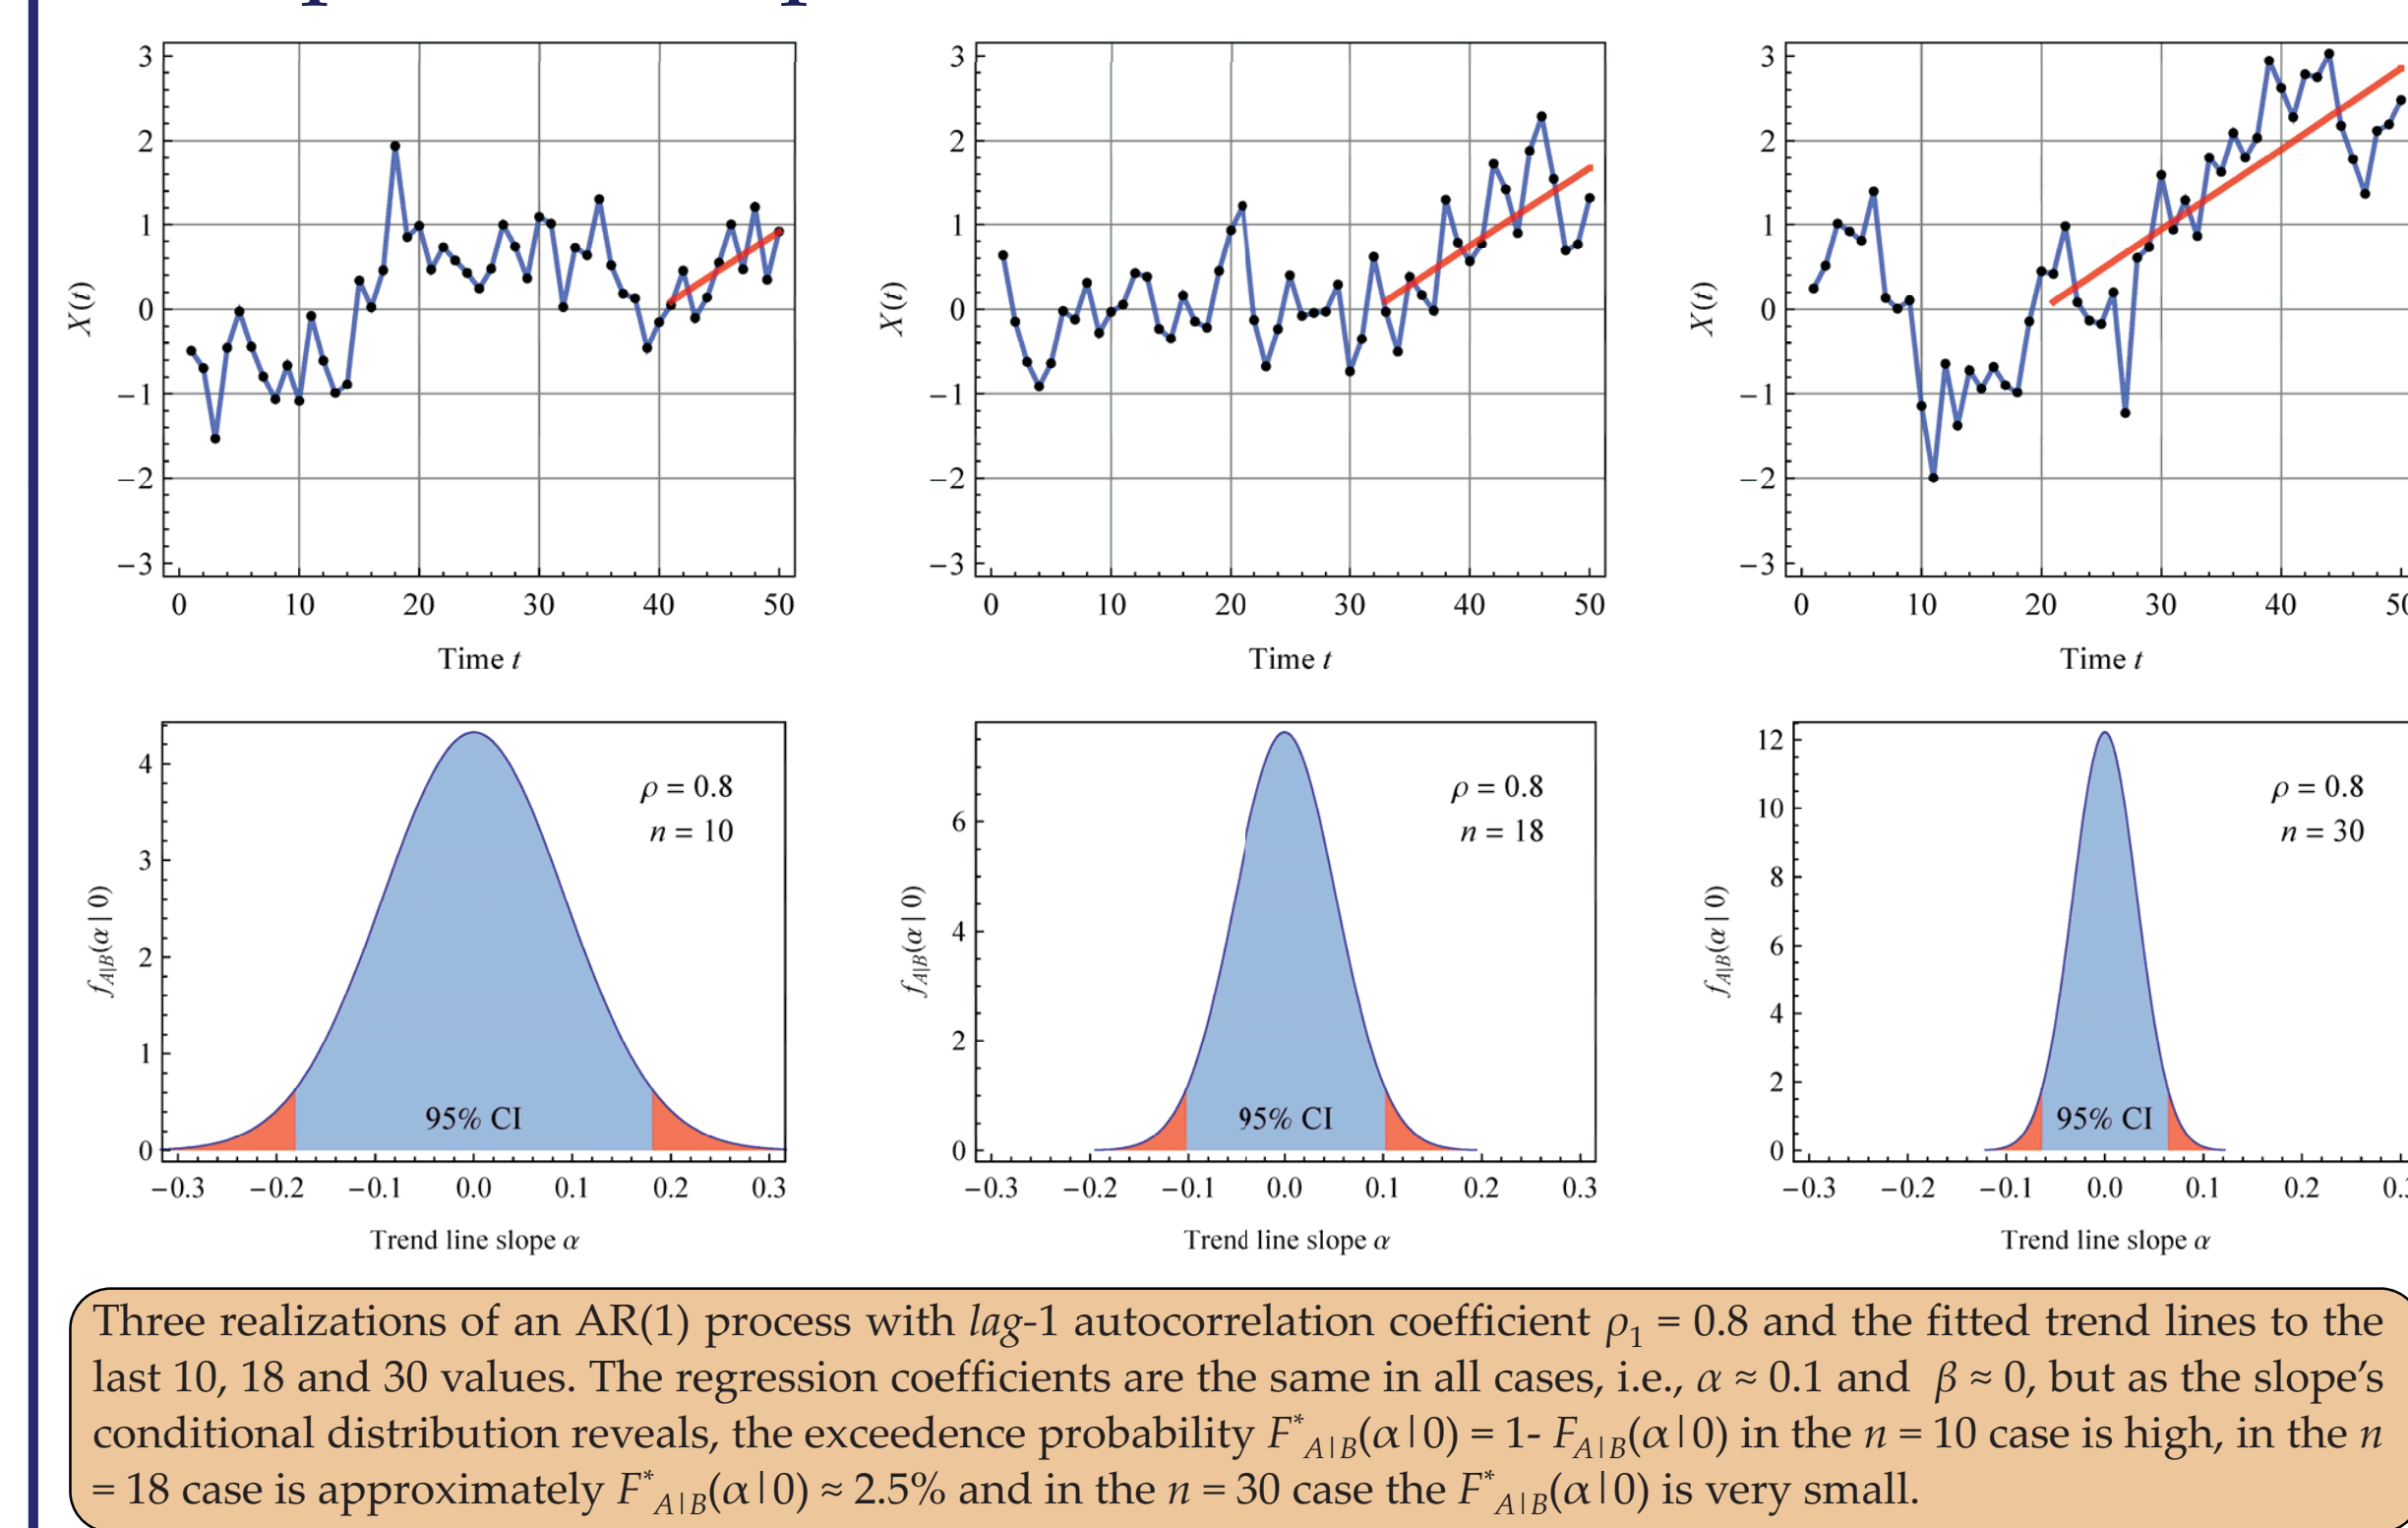 3
2
1
0
−1
−2
−3
X(t)
0 10 20 30 40 50
Time t
3
2
1
0
−1
−2
−3
X(t)
0 10 20 30 40 50
Time t
3
2
1
0
−1
−2
−3
X(t)
0 10 20 30 40
Time t
4
3
2
1
0
f_{A|B}(α | 0)
ρ = 0.8
n = 10
95% CI
−0.3 −0.2 −0.1 0.0 0.1 0.2 0.3
Trend line slope α
6
4
2
0
f_{A|B}(α | 0)
ρ = 0.8
n = 18
95% CI
−0.3 −0.2 −0.1 0.0 0.1 0.2 0.3
Trend line slope α
12
10
8
6
4
2
0
f_{A|B}(α | 0)
ρ = 0.8
n = 30
95% CI
−0.3 −0.2 −0.1 0.0 0.1 0.2
Trend line slope α
Three realizations of an AR(1) process with lag-1 autocorrelation coefficient ρ₁ = 0.8 and the fitted trend lines to the
last 10, 18 and 30 values. The regression coefficients are the same in all cases, i.e., α ≈ 0.1 and β ≈ 0, but as the slope's
conditional distribution reveals, the exceedence probability F*_{A|B}(α|0) = 1- F_{A|B}(α|0) in the n = 10 case is high, in the n
= 18 case is approximately F*_{A|B}(α|0) ≈ 2.5% and in the n = 30 case the F*_{A|B}(α|0) is very small.